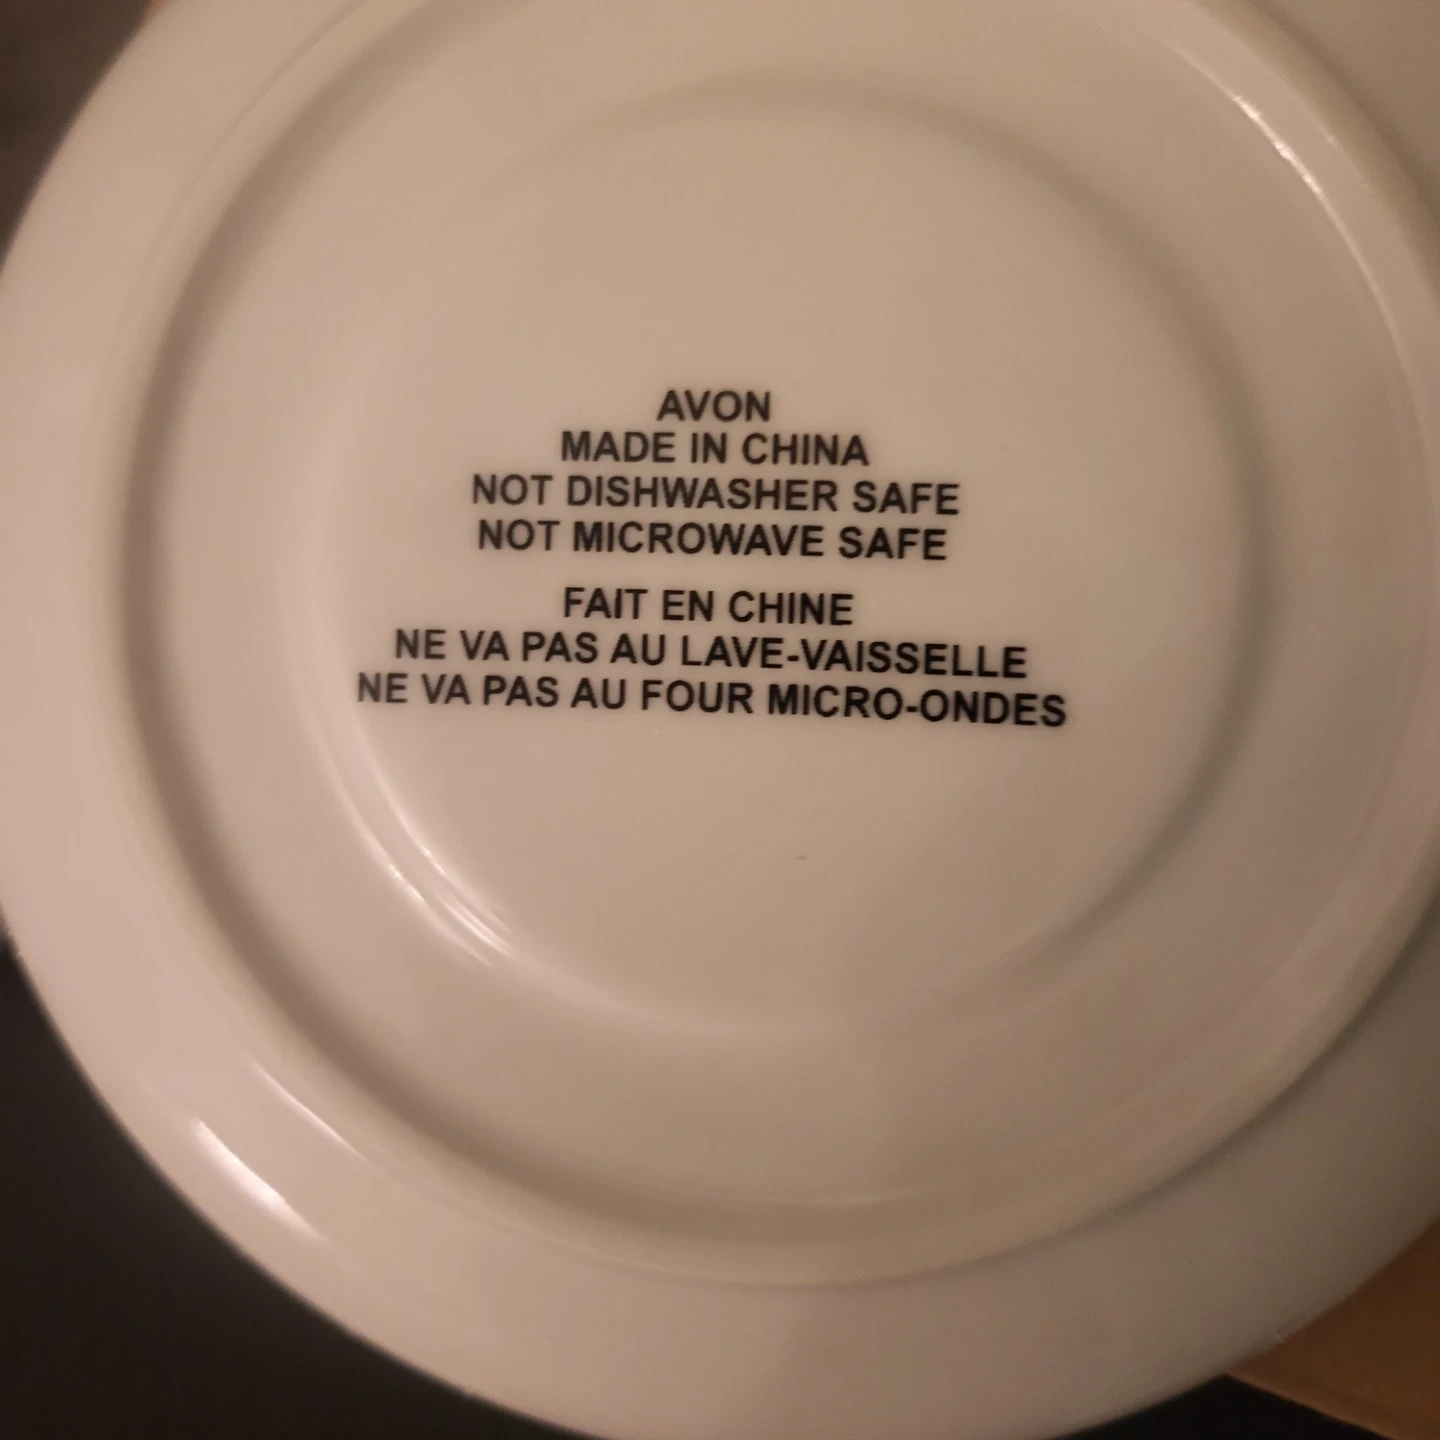 AVON
MADE IN CHINA
NOT DISHWASHER SAFE
NOT MICROWAVE SAFE
FAIT EN CHINE
NE VA PAS AU LAVE-VAISSELLE
NE VA PAS AU FOUR MICRO-ONDES